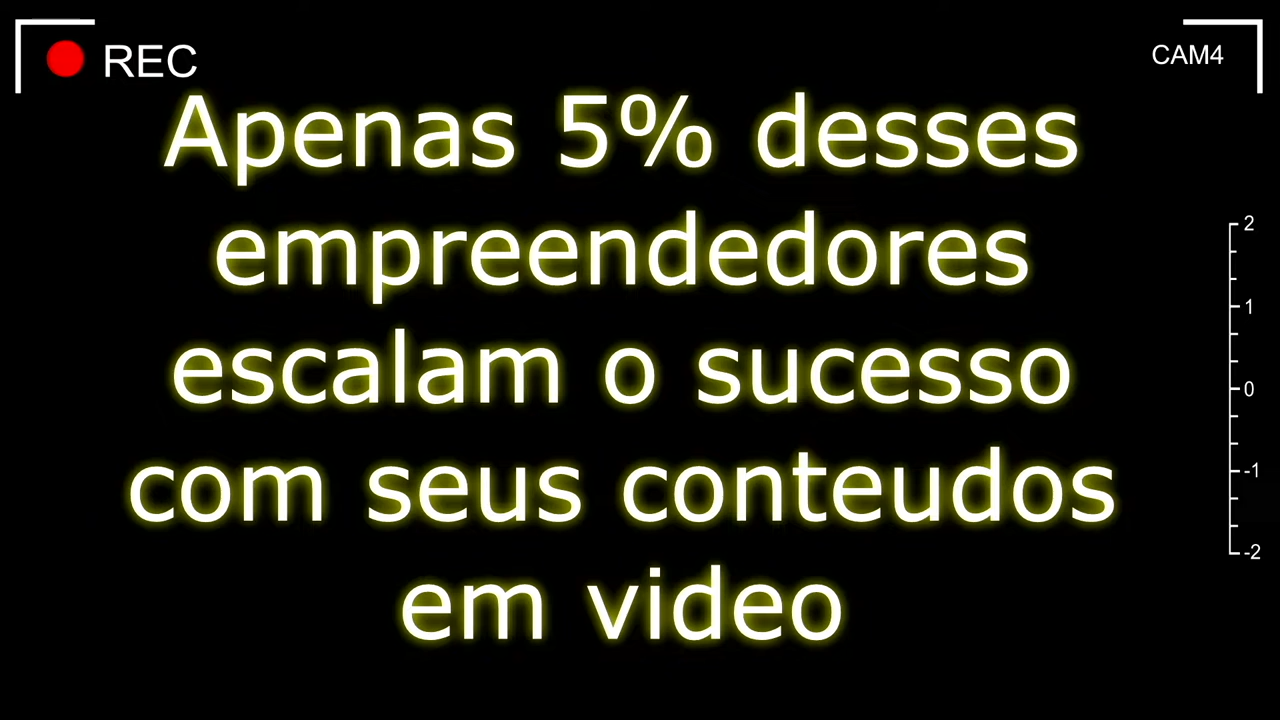 REC
CAM4
Apenas 5% desses
empreendedores
escalam o sucesso
com seus conteudos
em video
2
1
0
-1
-2